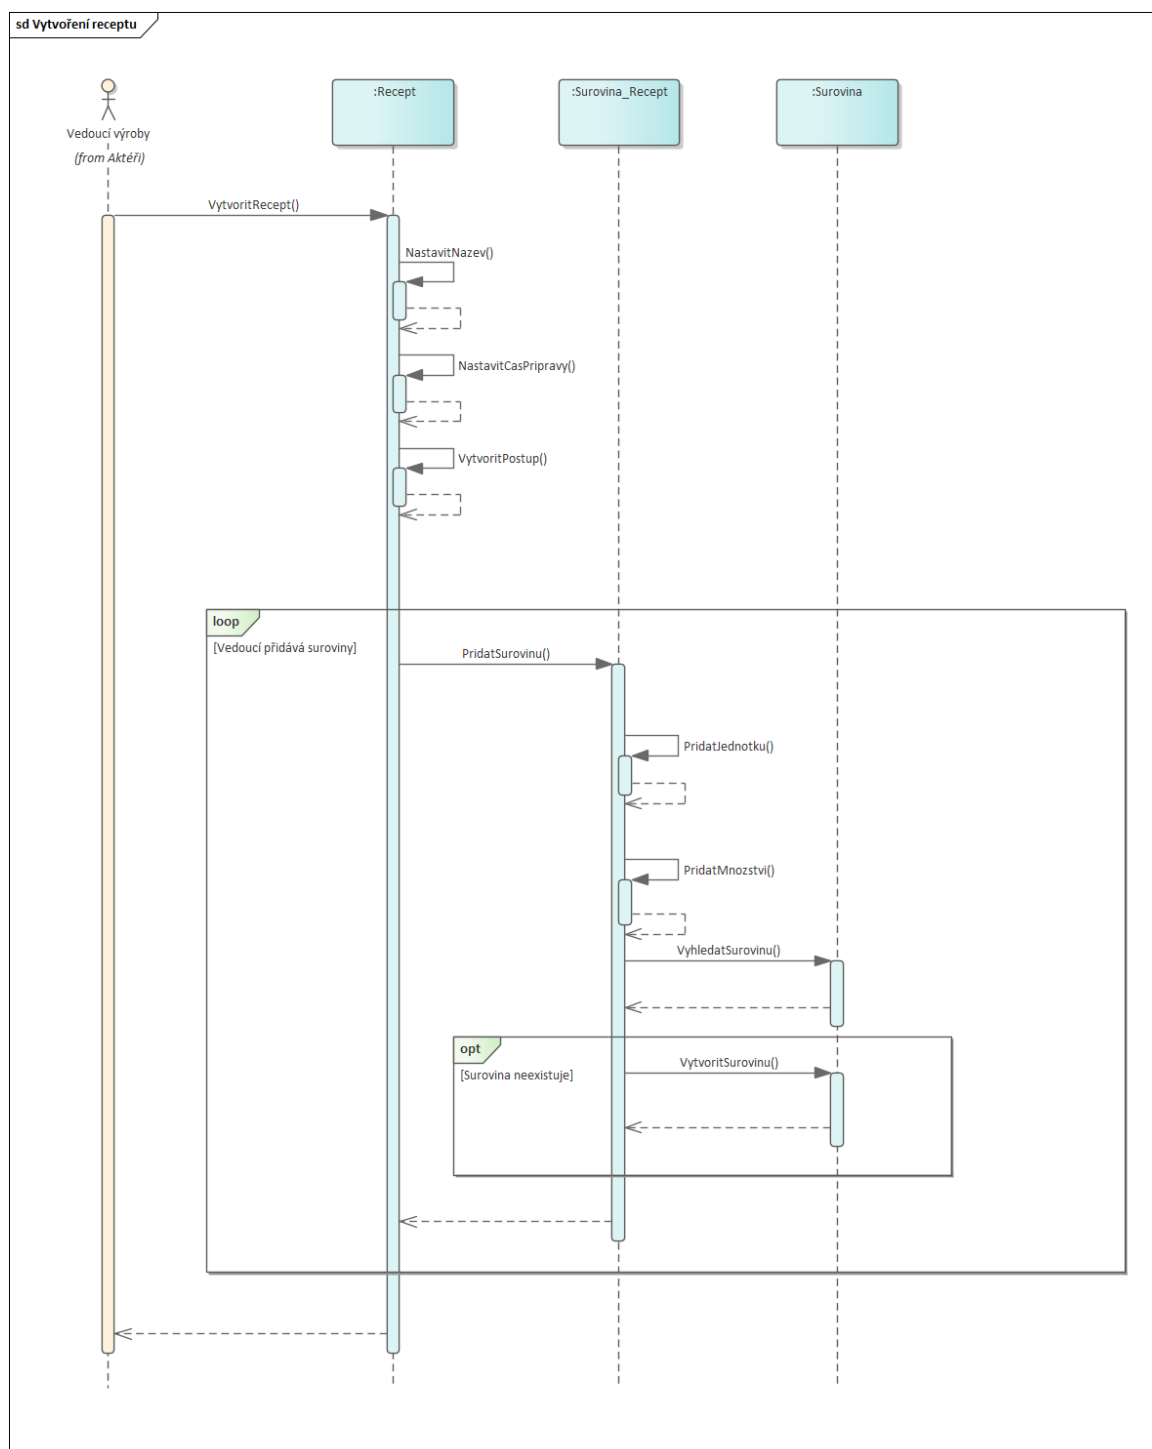 sd Vytvoření receptu
:Recept
:Surovina_Recept
:Surovina
Vedoucí výroby
(from Aktéři)
VytvoritRecept()
NastavitNazev()
NastavitCasPripravy()
VytvoritPostup()
loop
[Vedoucí přidává suroviny]
PridatSurovinu()
PridatJednotku()
PridatMnozstvi()
VyhledatSurovinu()
opt
[Surovina neexistuje]
VytvoritSurovinu()